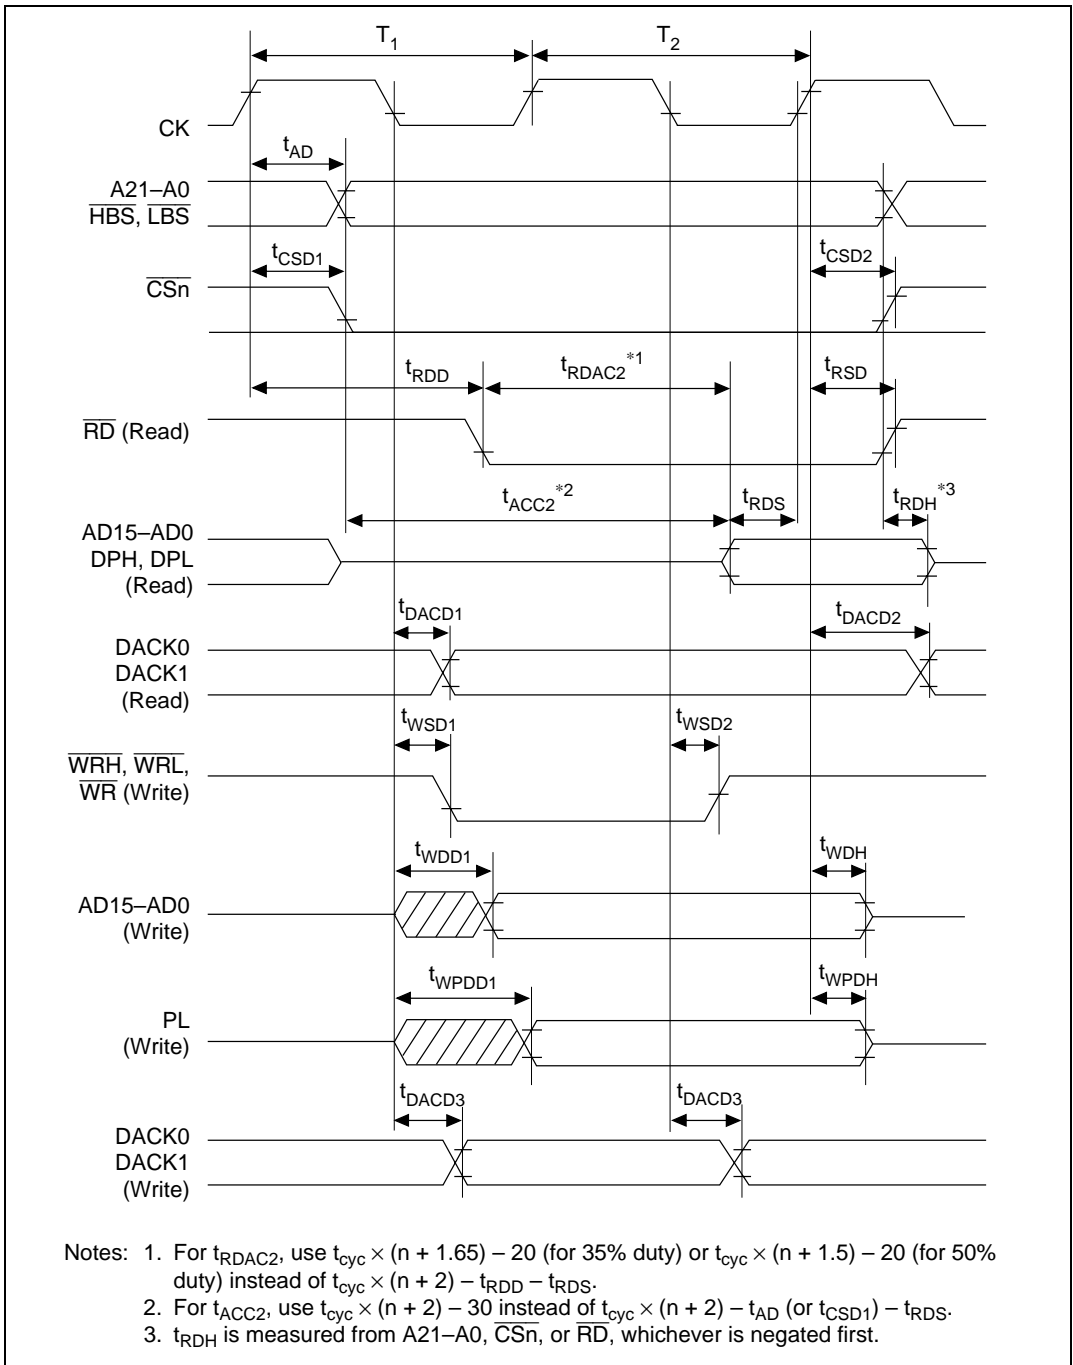 T1 T2
CK
tAD
A21–A0
HBS, LBS
tCSD1 tCSD2
CSn
tRDD tRDAC2*1 tRSD
RD (Read)
tACC2*2 tRDS tRDH*3
AD15–AD0
DPH, DPL
(Read)
tDACD1 tDACD2
DACK0
DACK1
(Read)
tWSD1 tWSD2
WRH, WRL,
WR (Write)
tWDD1 tWDH
AD15–AD0
(Write)
tWPDD1 tWPDH
PL
(Write)
tDACD3 tDACD3
DACK0
DACK1
(Write)
Notes: 1. For tRDAC2, use tcyc × (n + 1.65) – 20 (for 35% duty) or tcyc × (n + 1.5) – 20 (for 50%
duty) instead of tcyc × (n + 2) – tRDD – tRDS.
2. For tACC2, use tcyc × (n + 2) – 30 instead of tcyc × (n + 2) – tAD (or tCSD1) – tRDS.
3. tRDH is measured from A21–A0, CSn, or RD, whichever is negated first.